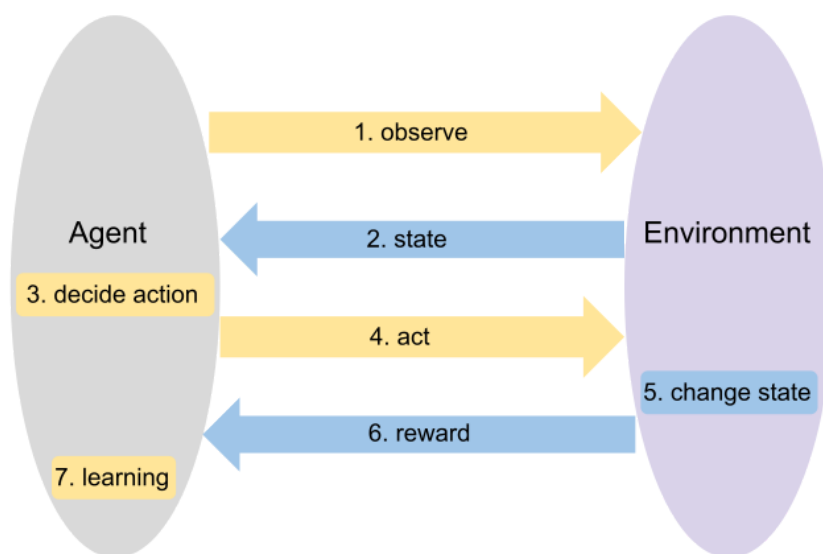 1. observe
2. state
Agent
Environment
3. decide action
4. act
5. change state
6. reward
7. learning